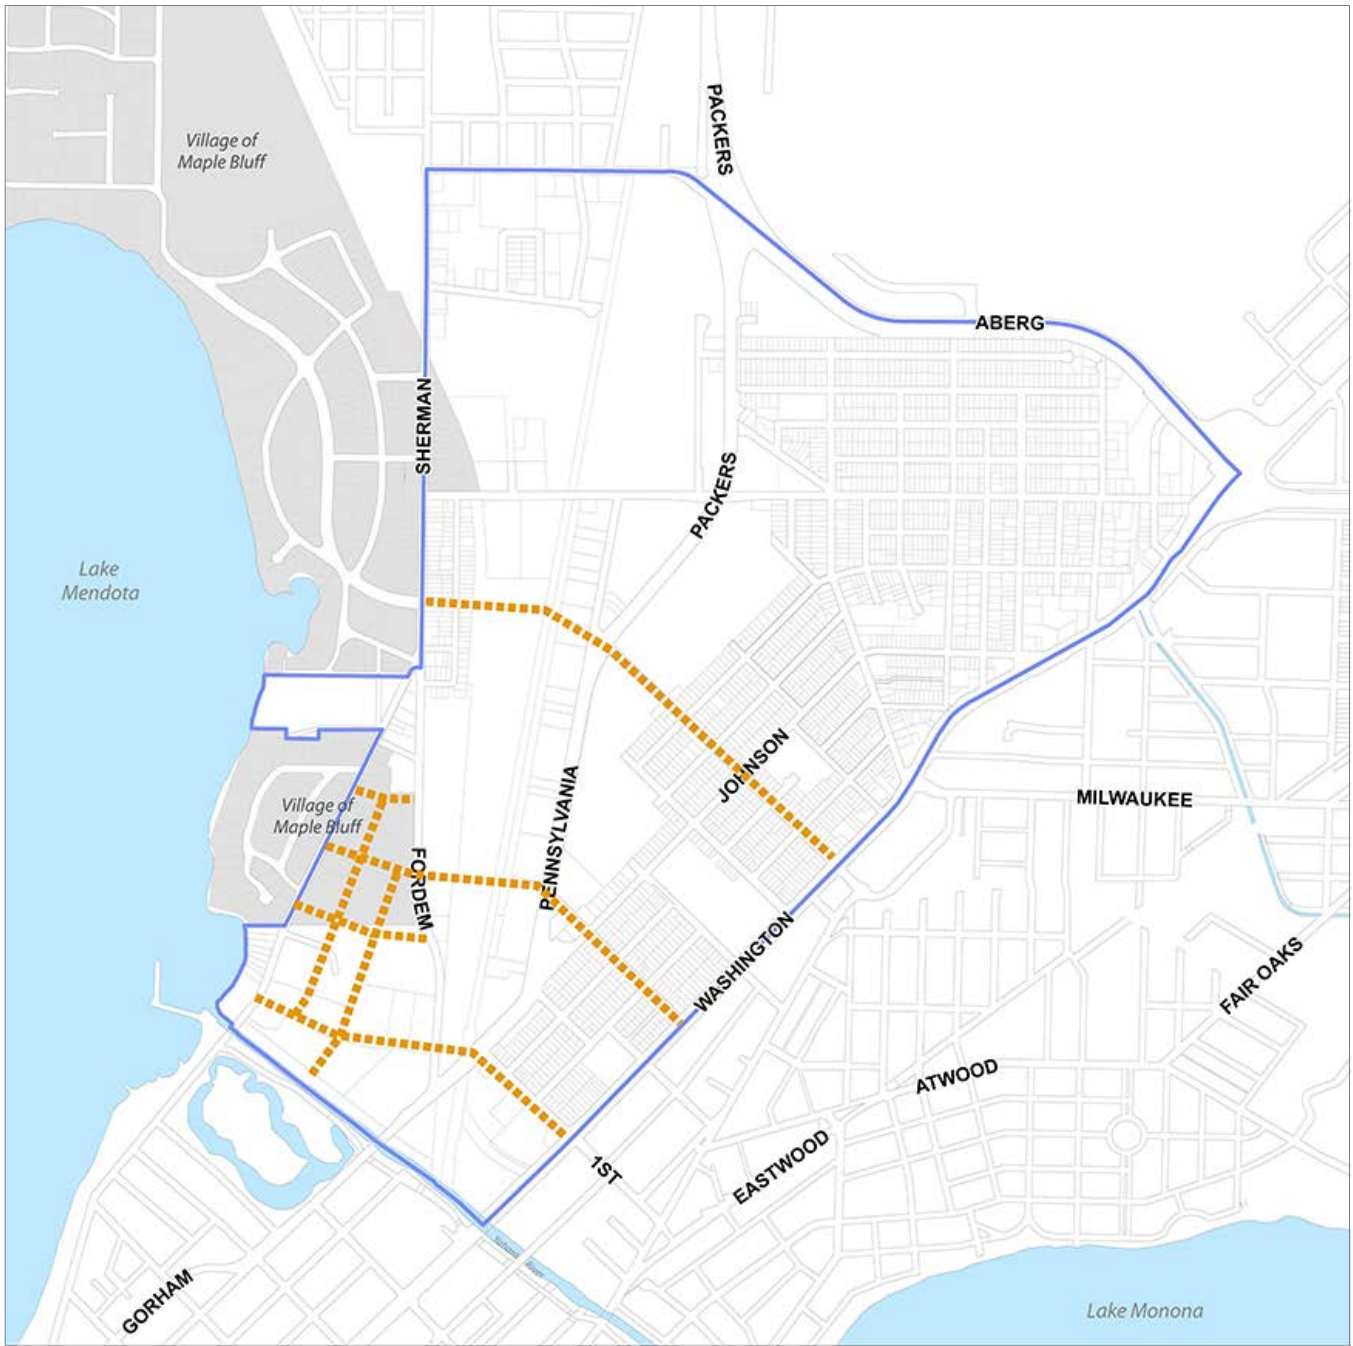 PACKERS
Village of
Maple Bluff
ABERG
SHERMAN
PACKERS
Lake
Mendota
JOHNSON
MILWAUKEE
PENNSYLVANIA
Village of
Maple Bluff
FORDEM
WASHINGTON
FAIR OAKS
ATWOOD
EASTWOOD
1ST
River
GORHAM
Lake Monona